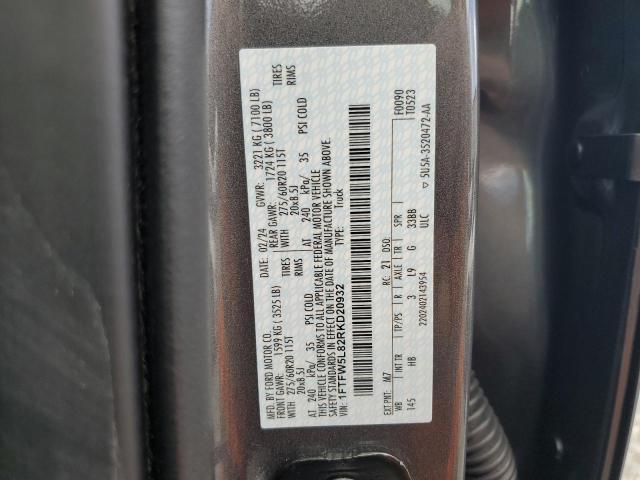 MFD. BY FORD MOTOR CO.
DATE: 02/24 GVWR: 3221 KG (7100 LB)
FRONT GAWR: 1599 KG (3525 LB) REAR GAWR: 1724 KG (3800 LB)
WITH 275/60R20 115T TIRES WITH 275/60R20 115T TIRES
20x8.5J RIMS 20x8.5J RIMS
AT 240 kPa/ 35 PSI COLD AT 240 kPa/ 35 PSI COLD
THIS VEHICLE CONFORMS TO ALL APPLICABLE FEDERAL MOTOR VEHICLE
SAFETY STANDARDS IN EFFECT ON THE DATE OF MANUFACTURE SHOWN ABOVE.
VIN: 1FTFW5L82RKD20932 TYPE: Truck
F0090
T0523
EXT PNT: M7 RC: 21 DSO:
WB INT TR TP/PS R AXLE TR SPR
145 HB 3 L9 G 33BB
2202402143954 ULC 5U5A-3520472-AA